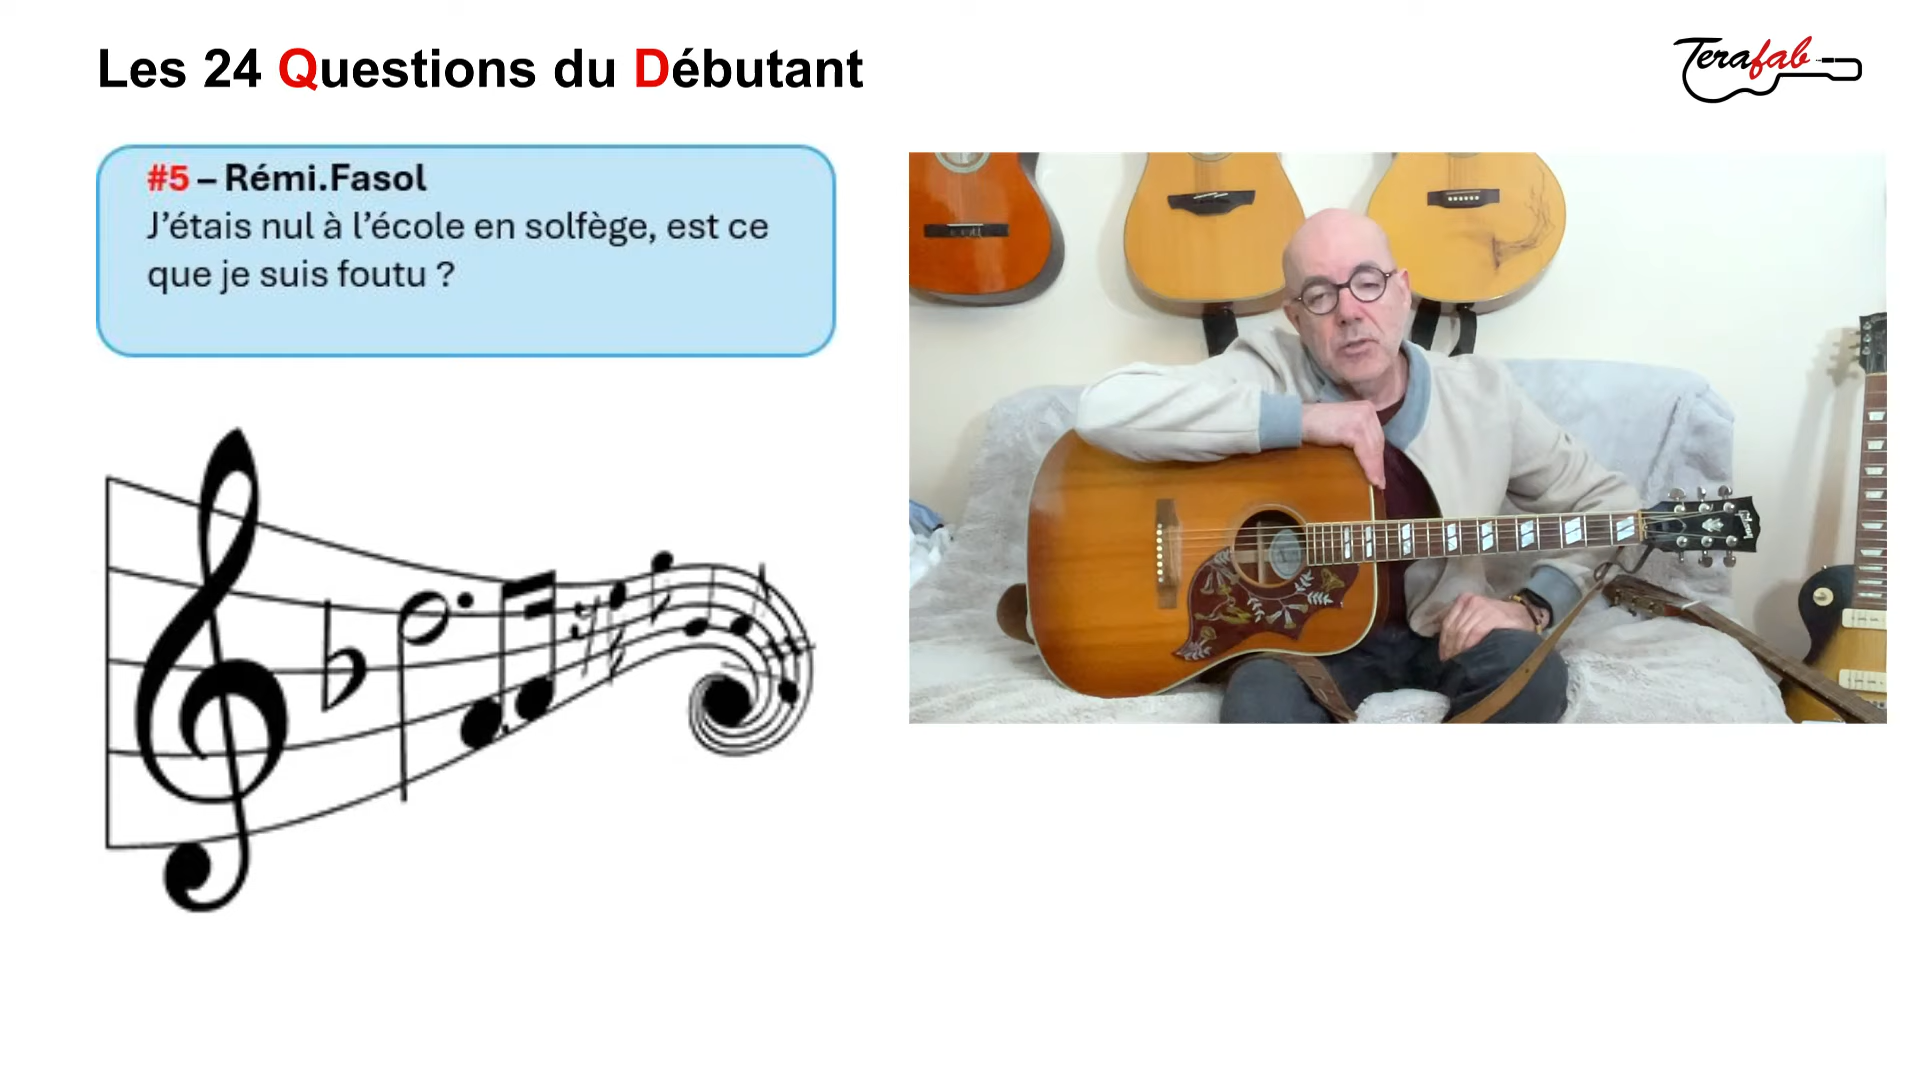 Les 24 Questions du Débutant
Terafab
#5 – Rémi.Fasol
J'étais nul à l'école en solfège, est ce
que je suis foutu ?